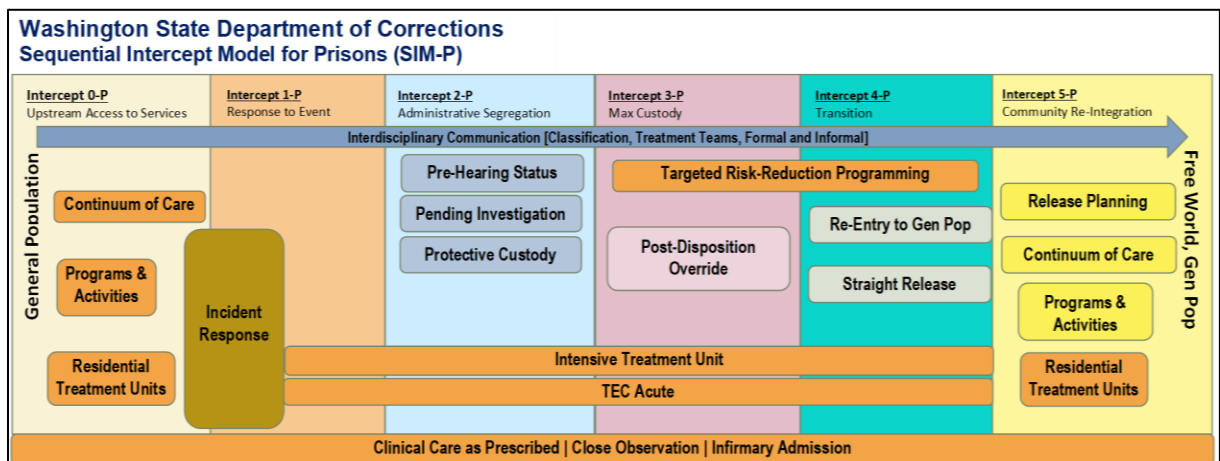 Washington State Department of Corrections
Sequential Intercept Model for Prisons (SIM-P)
Intercept 0-P
Upstream Access to Services
Intercept 1-P
Response to Event
Intercept 2-P
Administrative Segregation
Intercept 3-P
Max Custody
Intercept 4-P
Transition
Intercept 5-P
Community Re-Integration
Interdisciplinary Communication [Classification, Treatment Teams, Formal and Informal]
General Population
Continuum of Care
Programs &
Activities
Residential
Treatment Units
Incident
Response
Pre-Hearing Status
Pending Investigation
Protective Custody
Targeted Risk-Reduction Programming
Post-Disposition
Override
Re-Entry to Gen Pop
Straight Release
Intensive Treatment Unit
TEC Acute
Release Planning
Continuum of Care
Programs &
Activities
Residential
Treatment Units
Free World, Gen Pop
Clinical Care as Prescribed | Close Observation | Infirmary Admission